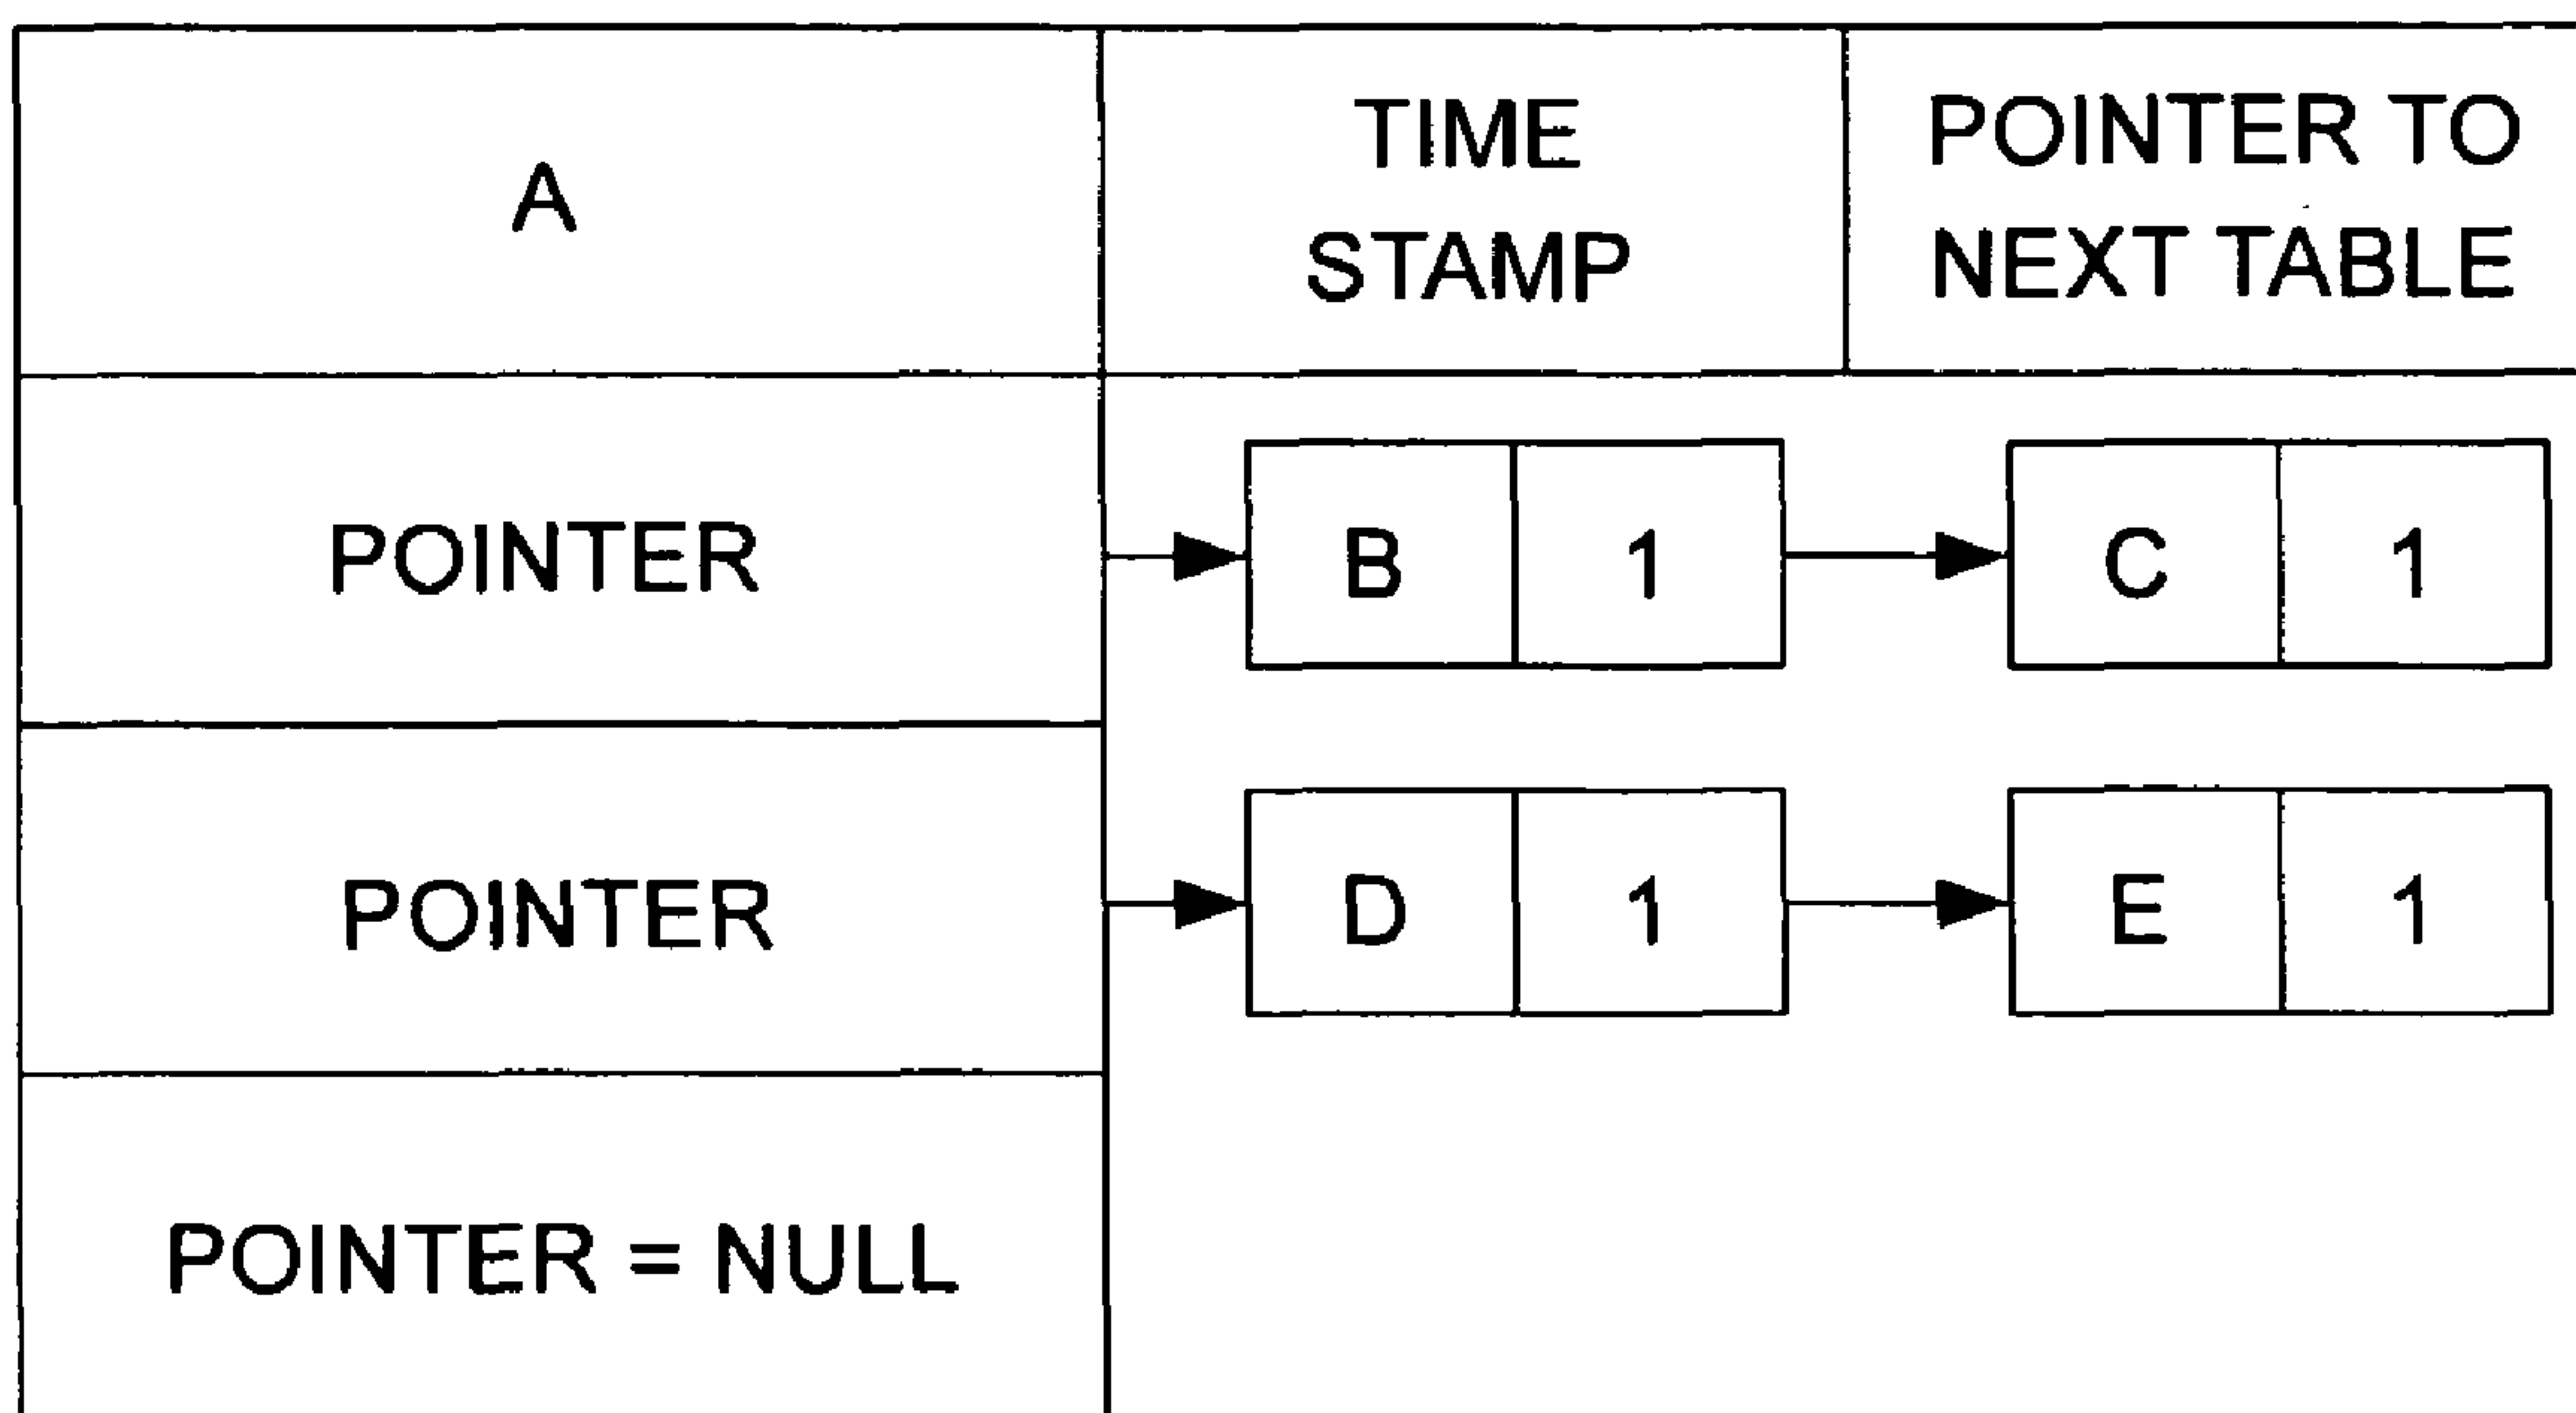 A
TIME
STAMP
POINTER TO
NEXT TABLE
POINTER
B 1
C 1
POINTER
D 1
E 1
POINTER = NULL